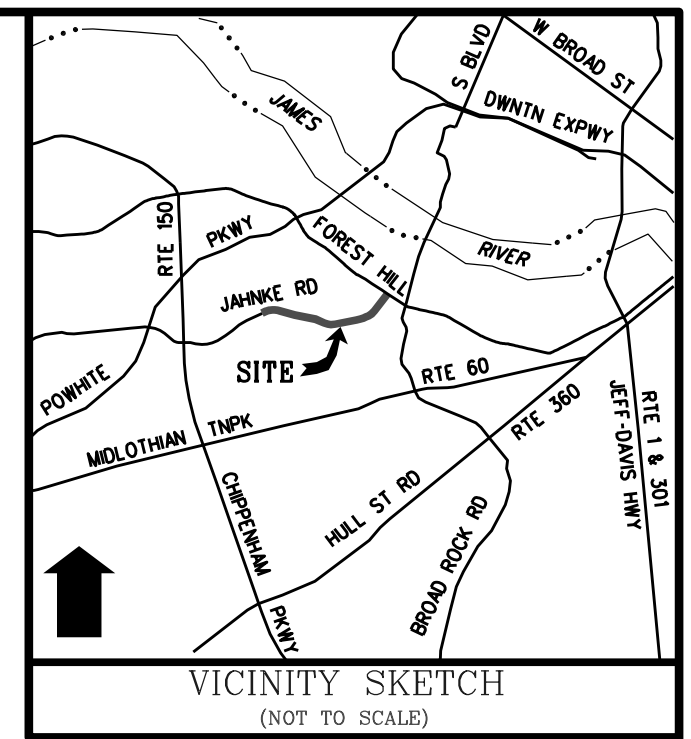 W BROAD ST
S BLVD
DWNTN EXPWY
JAMES
RTE 150
PKWY
FOREST HILL
RIVER
JAHNKE RD
SITE
RTE 60
POWHITE
RTE 360
JEFF-DAVIS HWY
RTE 1 & 301
MIDLOTHIAN TNPK
CHIPPENHAM
HULL ST RD
BROAD ROCK RD
PKWY
VICINITY SKETCH
(NOT TO SCALE)